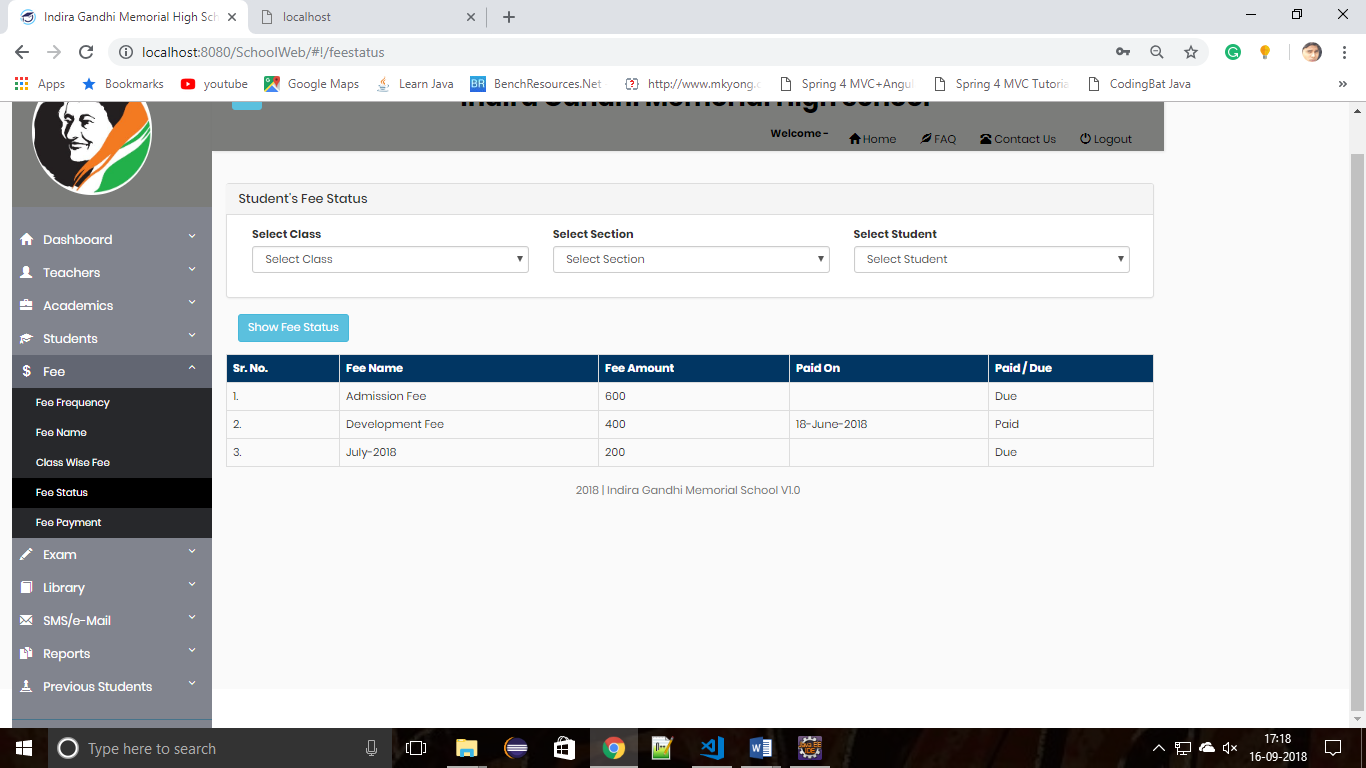 Indira Gandhi Memorial High Sch
localhost
localhost:8080/SchoolWeb/#!/feestatus
Apps Bookmarks youtube Google Maps Learn Java BenchResources.Net http://www.mkyong.c Spring 4 MVC+Angul Spring 4 MVC Tutoria CodingBat Java »
Indira Gandhi Memorial High School
Welcome - Home FAQ Contact Us Logout
Dashboard
Teachers
Academics
Students
Fee
Fee Frequency
Fee Name
Class Wise Fee
Fee Status
Fee Payment
Exam
Library
SMS/e-Mail
Reports
Previous Students
Student's Fee Status
Select Class Select Section Select Student
Select Class Select Section Select Student
Show Fee Status
Sr. No. Fee Name Fee Amount Paid On Paid / Due
1. Admission Fee 600 Due
2. Development Fee 400 18-June-2018 Paid
3. July-2018 200 Due
2018 | Indira Gandhi Memorial School V1.0
Type here to search
17:18
16-09-2018